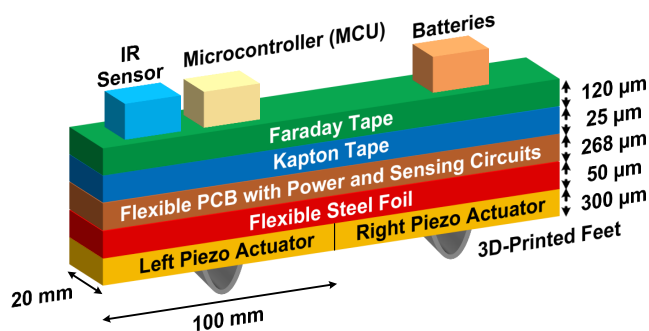 IR
Sensor
Microcontroller (MCU)
Batteries
Faraday Tape
Kapton Tape
Flexible PCB with Power and Sensing Circuits
Flexible Steel Foil
Left Piezo Actuator
Right Piezo Actuator
120 μm
25 μm
268 μm
50 μm
300 μm
3D-Printed Feet
20 mm
100 mm